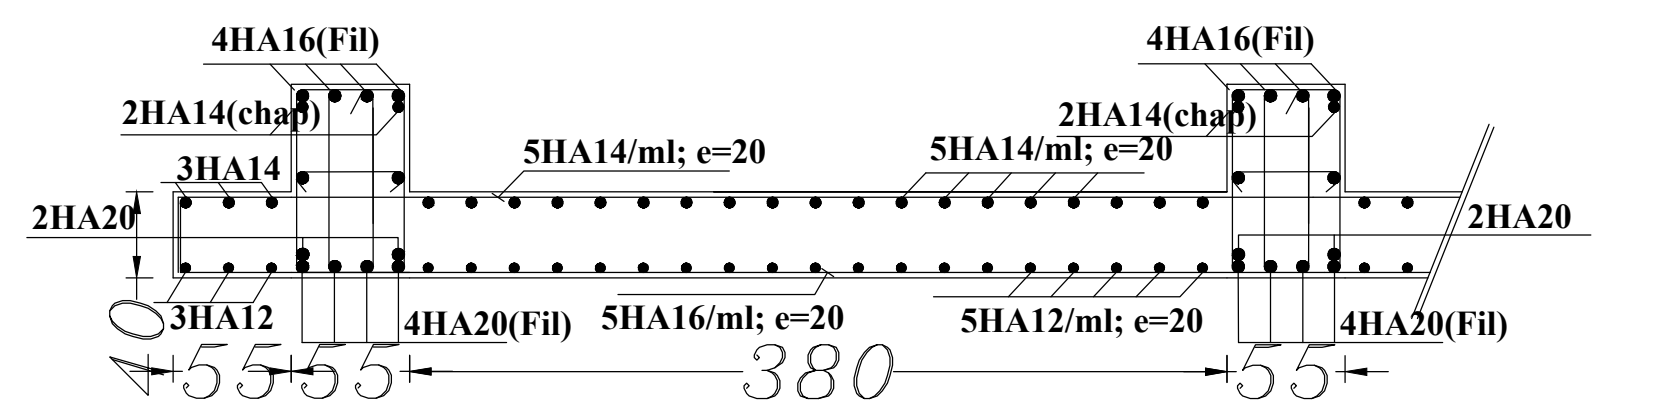 4HA16(Fil)
4HA16(Fil)
2HA14(chap)
2HA14(chap)
5HA14/ml; e=20
5HA14/ml; e=20
3HA14
2HA20
2HA20
3HA12
4HA20(Fil)
5HA16/ml; e=20
5HA12/ml; e=20
4HA20(Fil)
40
55
55
380
55